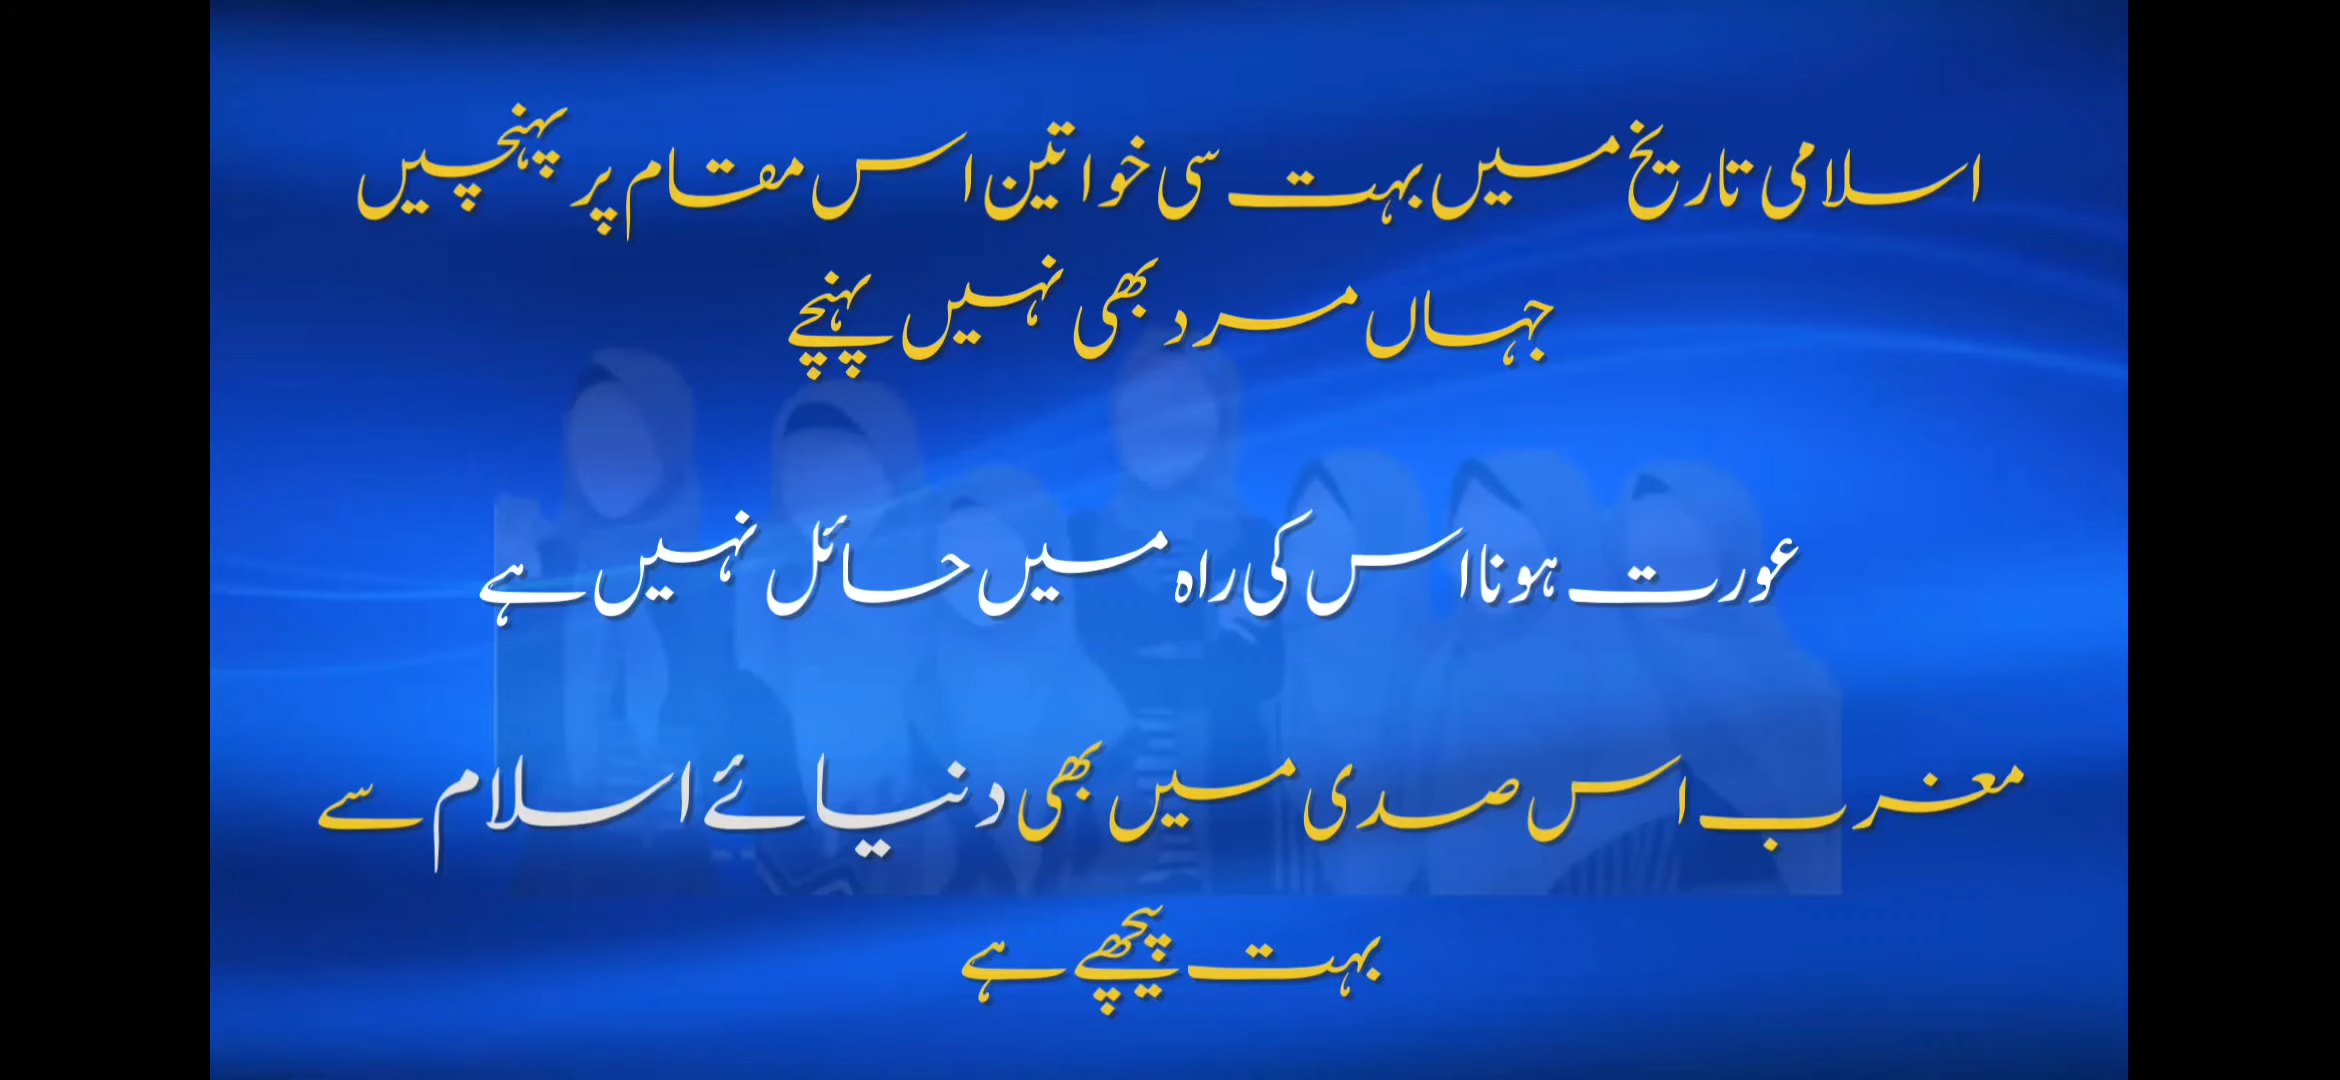 اسلامی تاریخ میں بہت سی خواتین اس مقام پر پہنچیں
جہاں مرد بھی نہیں پہنچے
عورت ہونا اس کی راہ میں حائل نہیں ہے
مغرب اس صدی میں بھی دنیائے اسلام سے
بہت پیچھے ہے